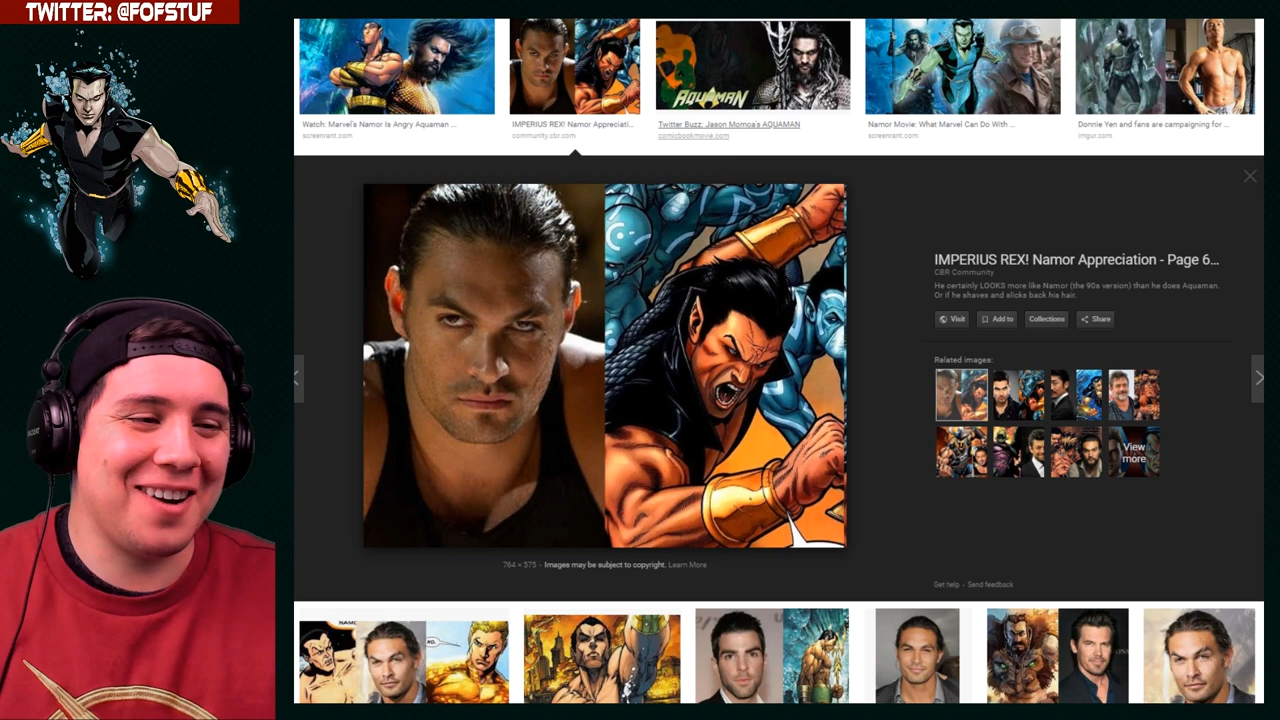 TWITTER: @FOFSTUF
AQUAMAN
Watch: Marvel's Namor Is Angry Aquaman ...
screenrant.com
IMPERIUS REX! Namor Appreciati...
community.cbr.com
Twitter Buzz: Jason Momoa's AQUAMAN
comicbookmovie.com
Namor Movie: What Marvel Can Do With ...
screenrant.com
Donnie Yen and fans are campaigning for ...
imgur.com
IMPERIUS REX! Namor Appreciation - Page 6...
CBR Community
He certainly LOOKS more like Namor (the 90s version) than he does Aquaman.
Or if he shaves and slicks back his hair.
Visit
Add to
Collections
Share
Related images:
View
more
764 × 575 - Images may be subject to copyright. Learn More
Get help - Send feedback
NO.